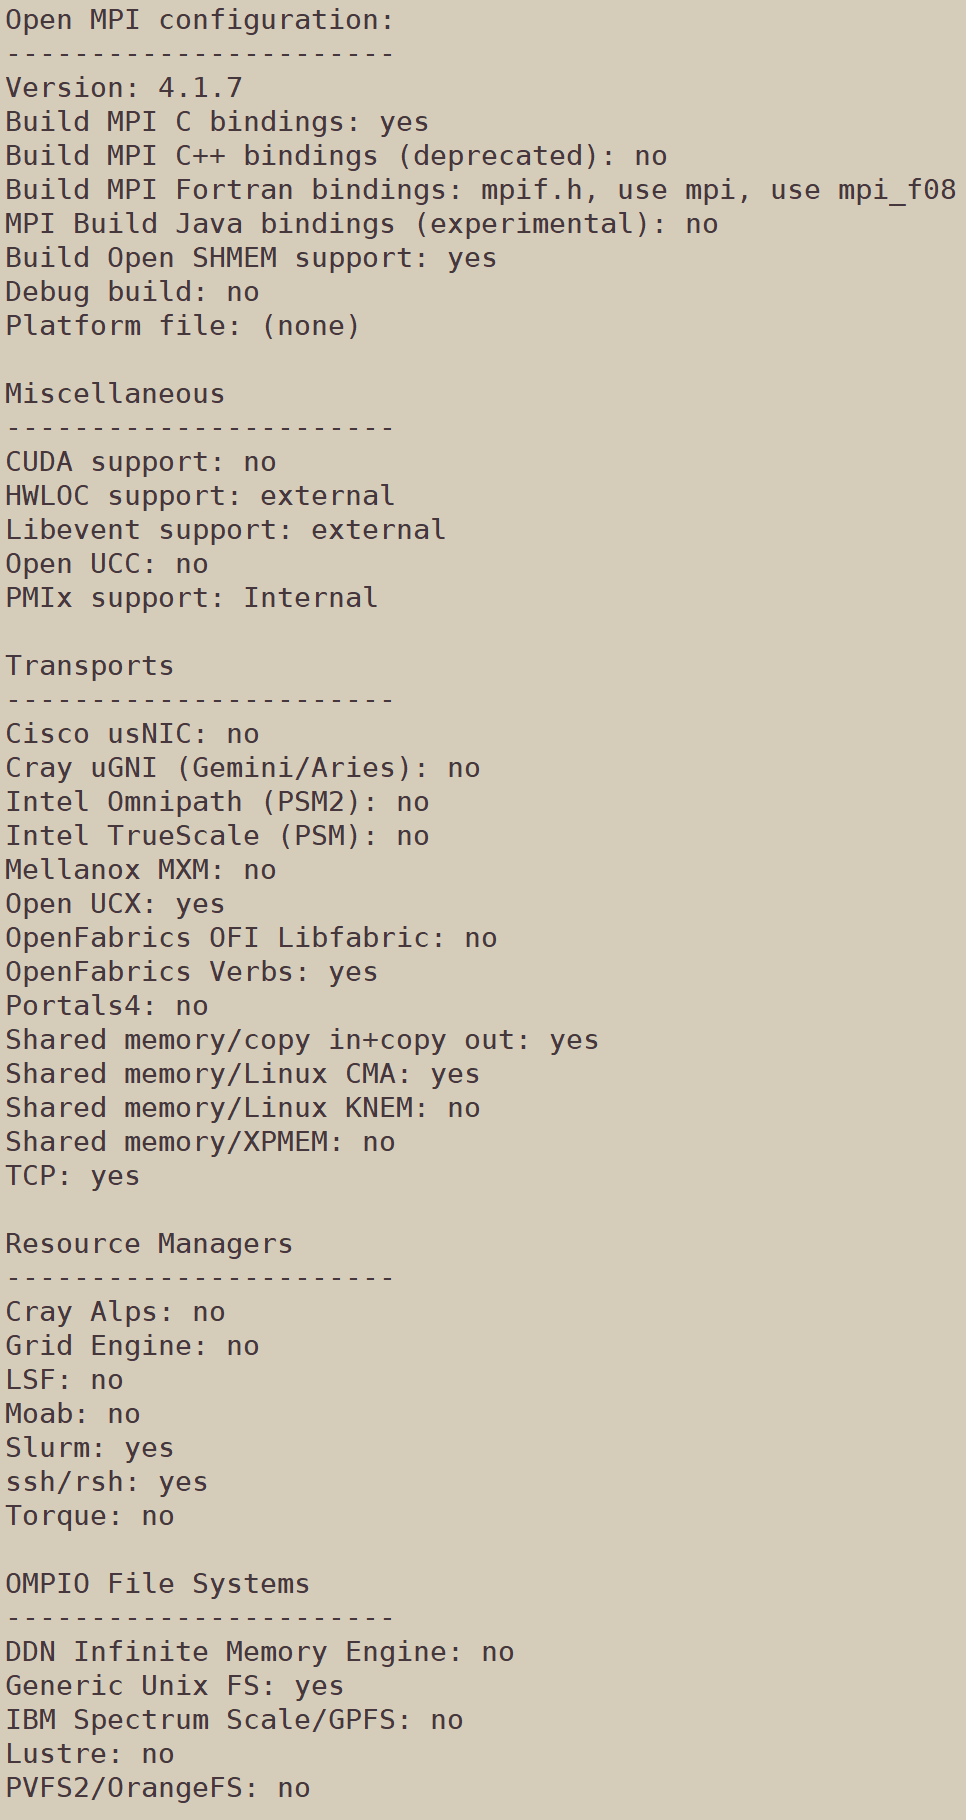 Open MPI configuration:
-----------------------
Version: 4.1.7
Build MPI C bindings: yes
Build MPI C++ bindings (deprecated): no
Build MPI Fortran bindings: mpif.h, use mpi, use mpi_f08
MPI Build Java bindings (experimental): no
Build Open SHMEM support: yes
Debug build: no
Platform file: (none)

Miscellaneous
-----------------------
CUDA support: no
HWLOC support: external
Libevent support: external
Open UCC: no
PMIx support: Internal

Transports
-----------------------
Cisco usNIC: no
Cray uGNI (Gemini/Aries): no
Intel Omnipath (PSM2): no
Intel TrueScale (PSM): no
Mellanox MXM: no
Open UCX: yes
OpenFabrics OFI Libfabric: no
OpenFabrics Verbs: yes
Portals4: no
Shared memory/copy in+copy out: yes
Shared memory/Linux CMA: yes
Shared memory/Linux KNEM: no
Shared memory/XPMEM: no
TCP: yes

Resource Managers
-----------------------
Cray Alps: no
Grid Engine: no
LSF: no
Moab: no
Slurm: yes
ssh/rsh: yes
Torque: no

OMPIO File Systems
-----------------------
DDN Infinite Memory Engine: no
Generic Unix FS: yes
IBM Spectrum Scale/GPFS: no
Lustre: no
PVFS2/OrangeFS: no